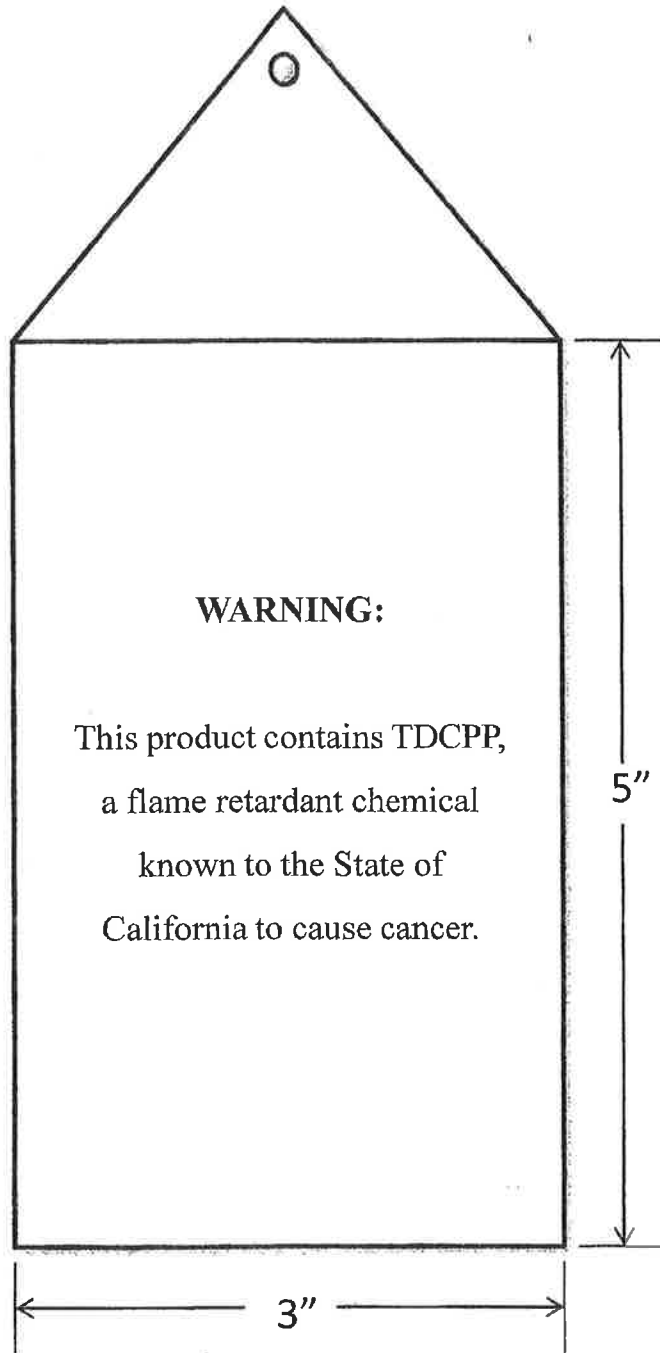 WARNING:
This product contains TDCPP,
a flame retardant chemical
known to the State of
California to cause cancer.
5”
3”